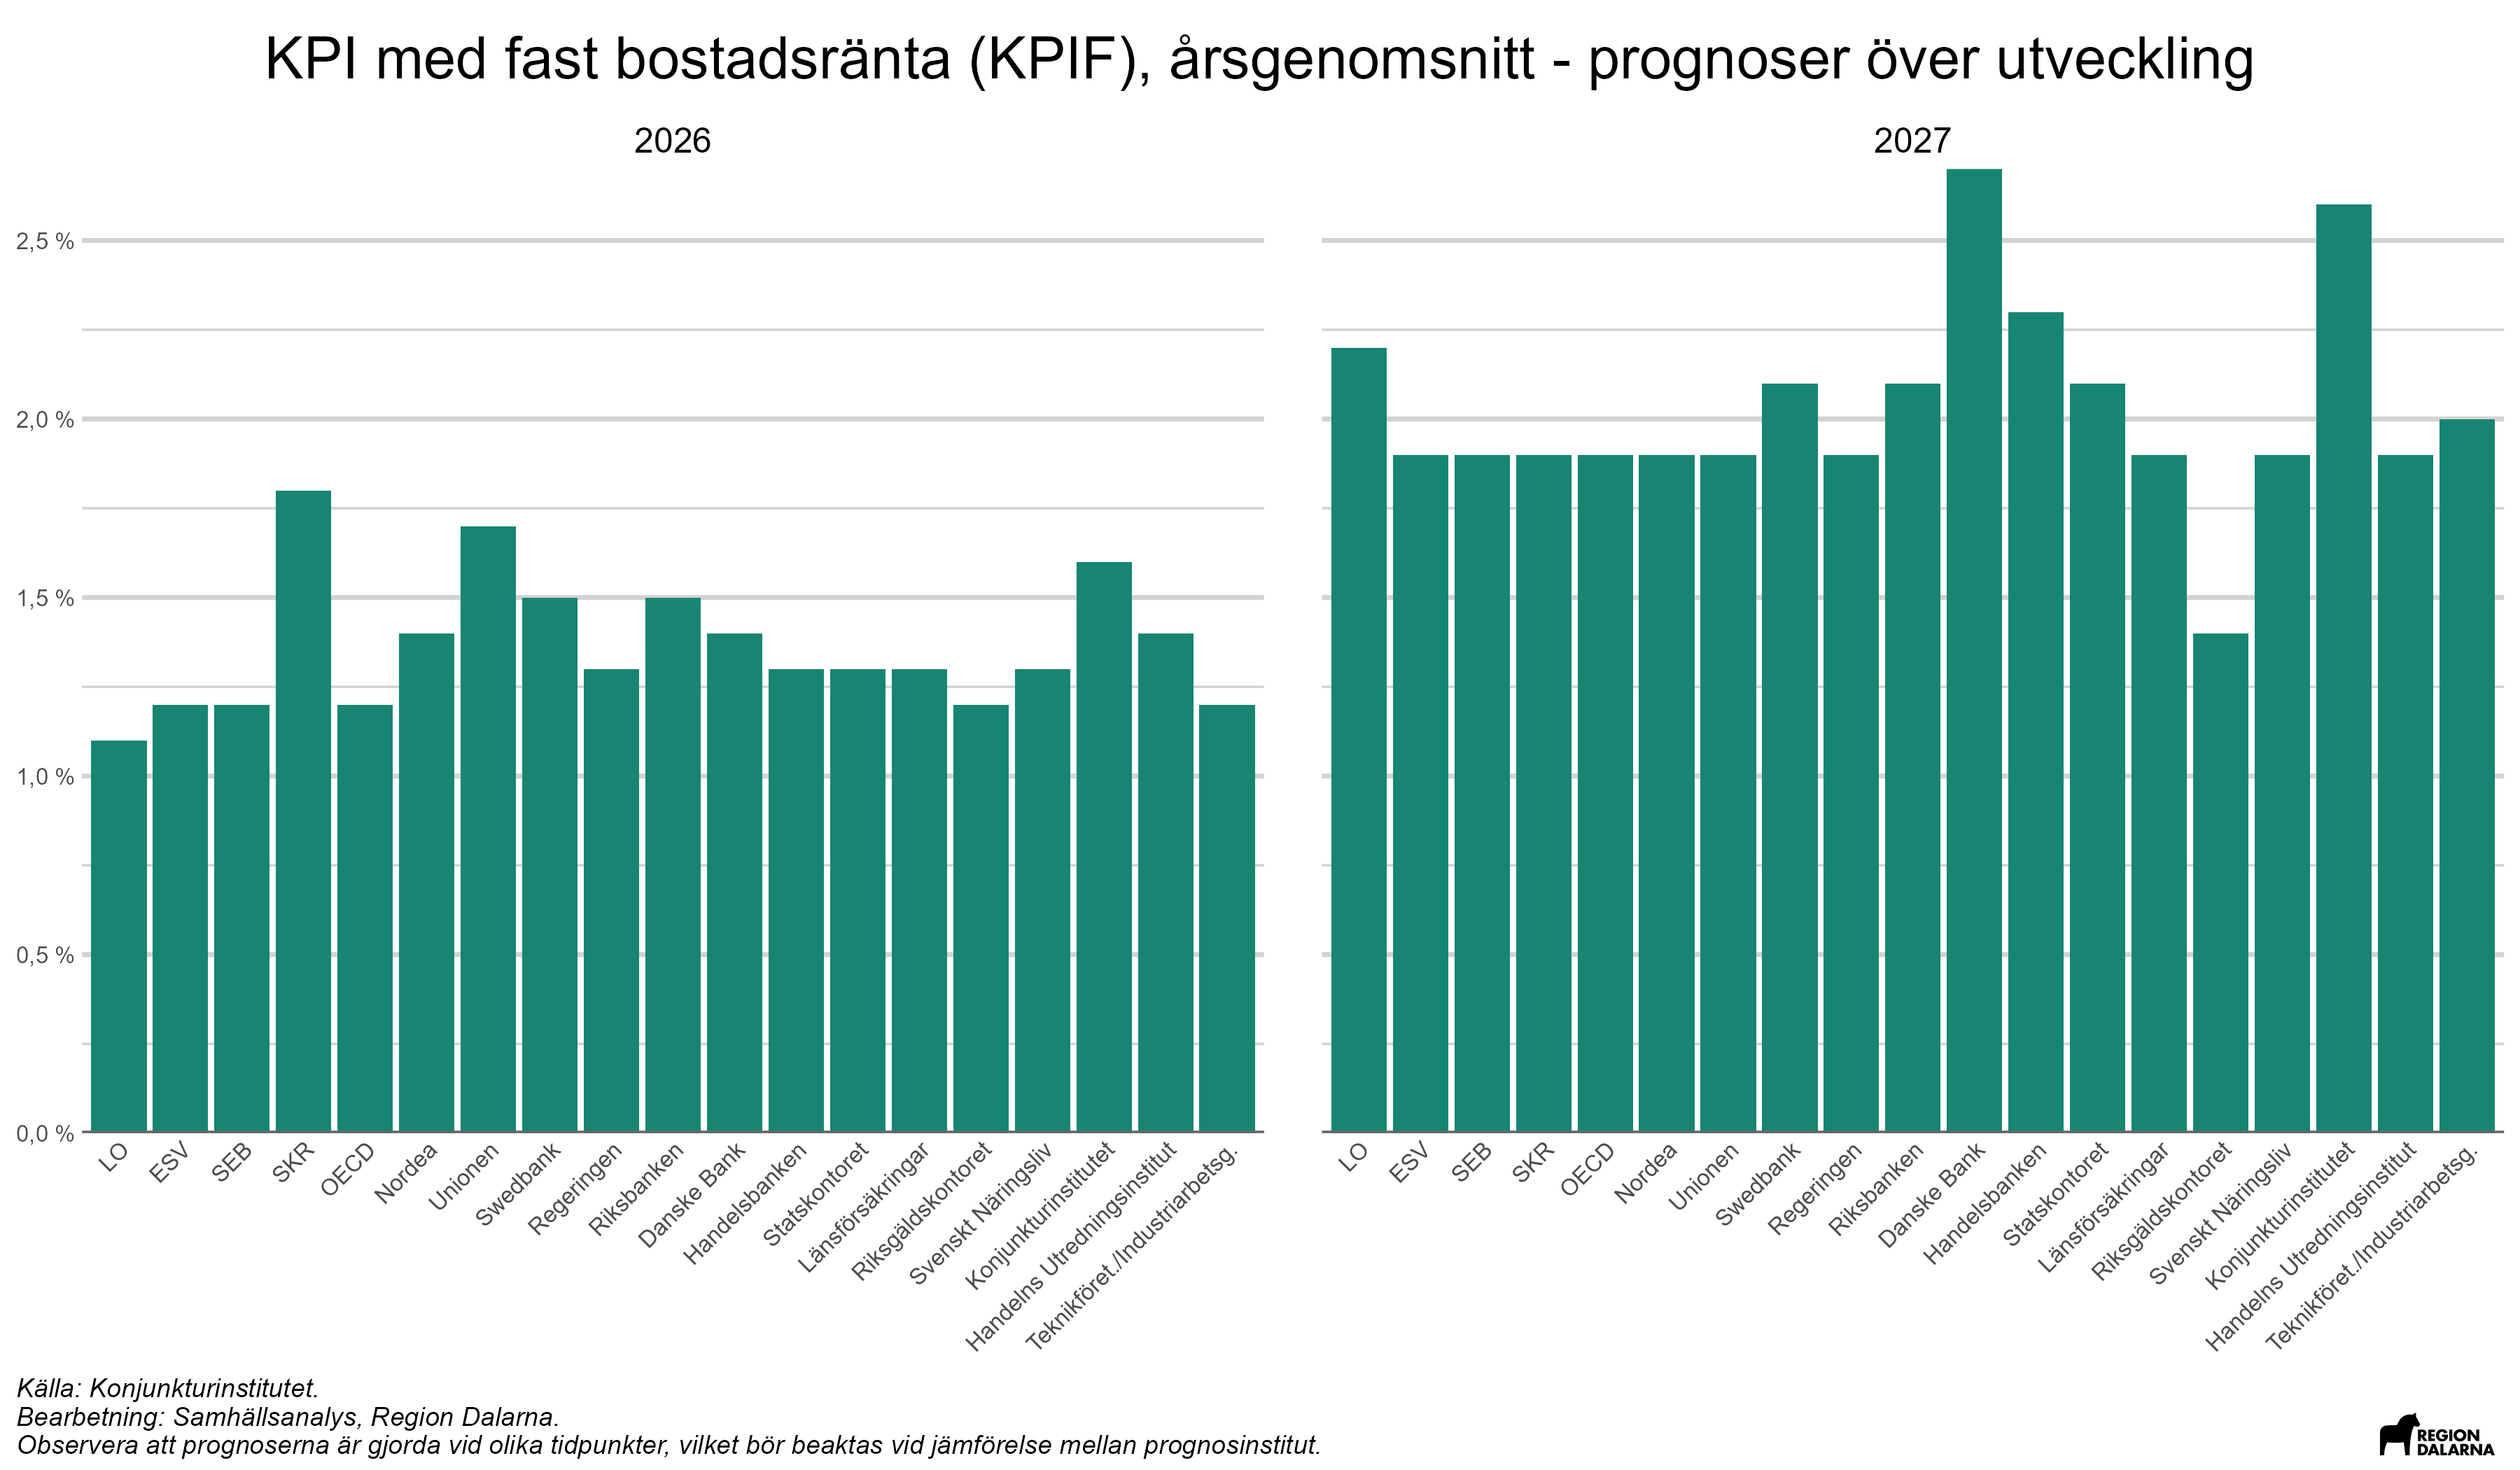 KPI med fast bostadsränta (KPIF), årsgenomsnitt - prognoser över utveckling
2026
2027
2,5 %
2,0 %
1,5 %
1,0 %
0,5 %
0,0 %
LO
ESV
SEB
SKR
OECD
Nordea
Unionen
Swedbank
Regeringen
Riksbanken
Danske Bank
Handelsbanken
Statskontoret
Länsförsäkringar
Riksgäldskontoret
Svenskt Näringsliv
Konjunkturinstitutet
Handelns Utredningsinstitut
Teknikföret./Industriarbetsg.
LO
ESV
SEB
SKR
OECD
Nordea
Unionen
Swedbank
Regeringen
Riksbanken
Danske Bank
Handelsbanken
Statskontoret
Länsförsäkringar
Riksgäldskontoret
Svenskt Näringsliv
Konjunkturinstitutet
Handelns Utredningsinstitut
Teknikföret./Industriarbetsg.
Källa: Konjunkturinstitutet.
Bearbetning: Samhällsanalys, Region Dalarna.
Observera att prognoserna är gjorda vid olika tidpunkter, vilket bör beaktas vid jämförelse mellan prognosinstitut.
REGION
DALARNA